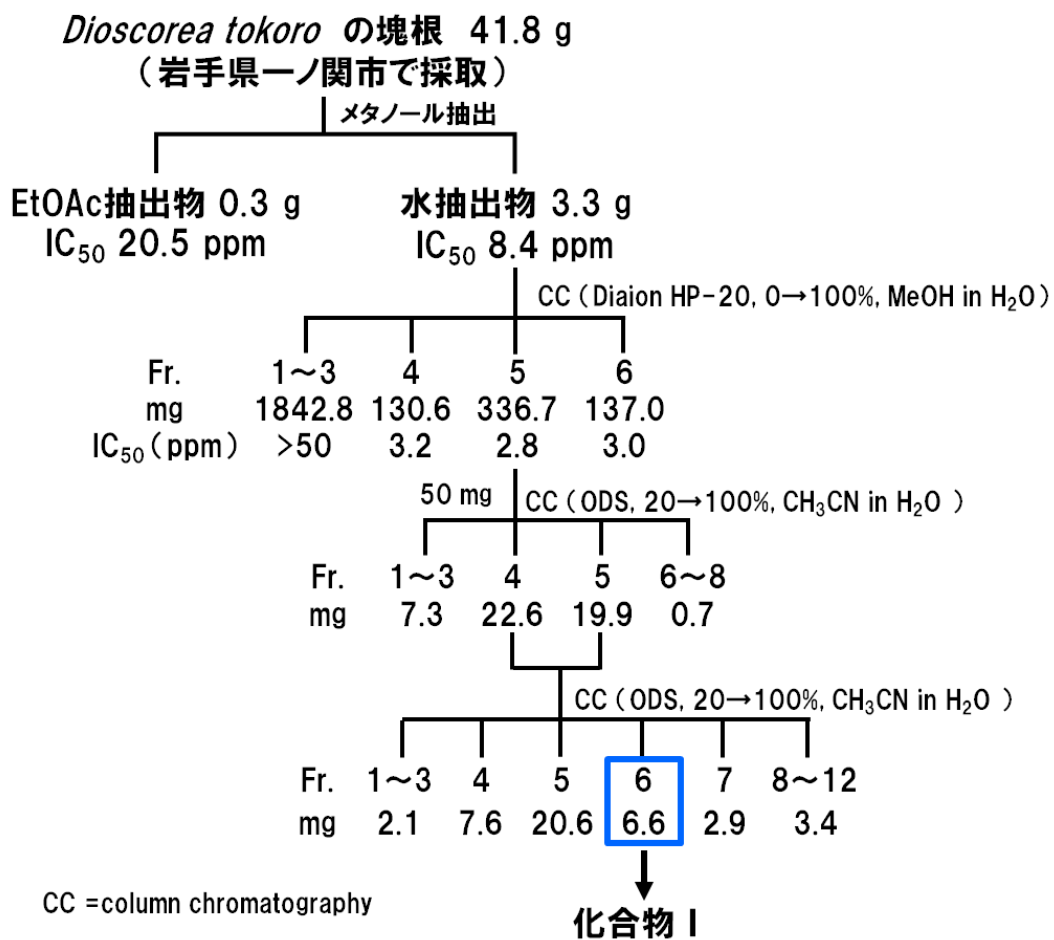 Dioscorea tokoro の塊根 41.8 g
（岩手県一ノ関市で採取）
メタノール抽出
EtOAc抽出物 0.3 g 水抽出物 3.3 g
IC50 20.5 ppm IC50 8.4 ppm
CC（Diaion HP-20, 0→100%, MeOH in H2O）
Fr. 1～3 4 5 6
mg 1842.8 130.6 336.7 137.0
IC50（ppm） >50 3.2 2.8 3.0
50 mg CC（ODS, 20→100%, CH3CN in H2O ）
Fr. 1～3 4 5 6～8
mg 7.3 22.6 19.9 0.7
CC（ODS, 20→100%, CH3CN in H2O ）
Fr. 1～3 4 5 6 7 8～12
mg 2.1 7.6 20.6 6.6 2.9 3.4
CC =column chromatography
化合物 I